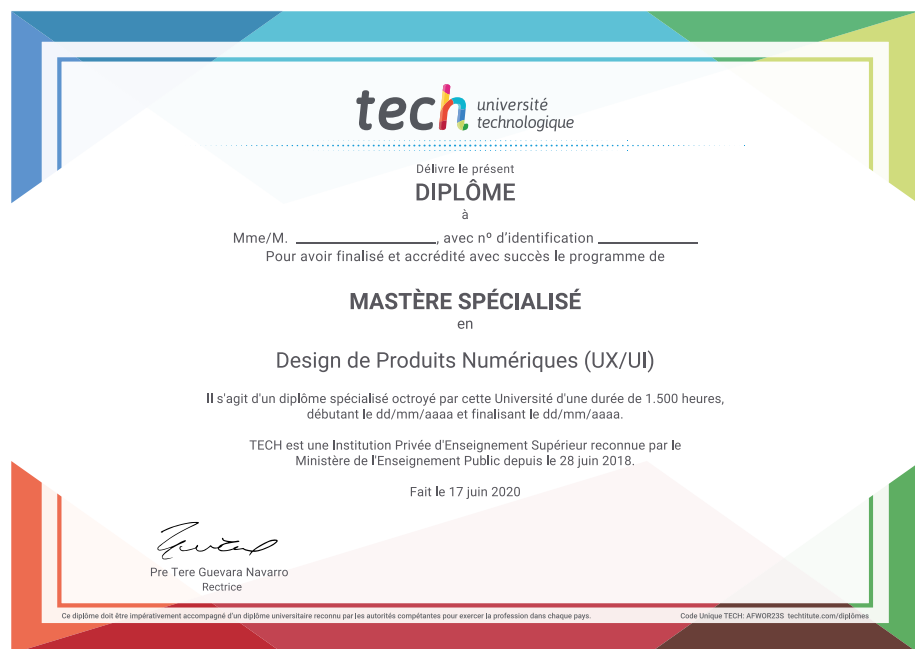 tech université
technologique
Délivre le présent
DIPLÔME
à
Mme/M. ____________, avec nº d'identification ____________
Pour avoir finalisé et accrédité avec succès le programme de
MASTÈRE SPÉCIALISÉ
en
Design de Produits Numériques (UX/UI)
Il s'agit d'un diplôme spécialisé octroyé par cette Université d'une durée de 1.500 heures,
débutant le dd/mm/aaaa et finalisant le dd/mm/aaaa.
TECH est une Institution Privée d'Enseignement Supérieur reconnue par le
Ministère de l'Enseignement Public depuis le 28 juin 2018.
Fait le 17 juin 2020
Pre Tere Guevara Navarro
Rectrice
Ce diplôme doit être impérativement accompagné d'un diplôme universitaire reconnu par les autorités compétantes pour exercer la profession dans chaque pays.
Code Unique TECH: AFWOR23S techtitute.com/diplômes